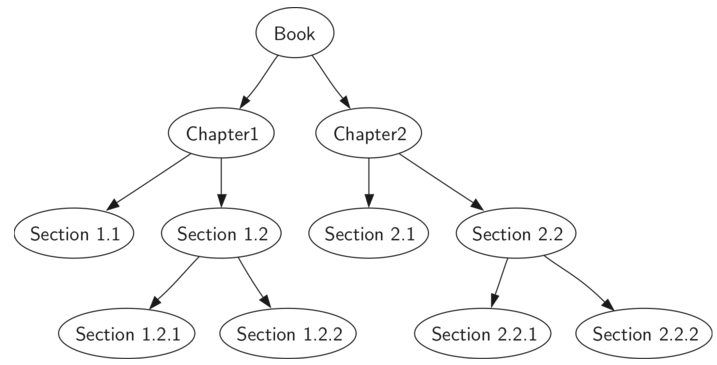 Book
Chapter1
Chapter2
Section 1.1
Section 1.2
Section 2.1
Section 2.2
Section 1.2.1
Section 1.2.2
Section 2.2.1
Section 2.2.2